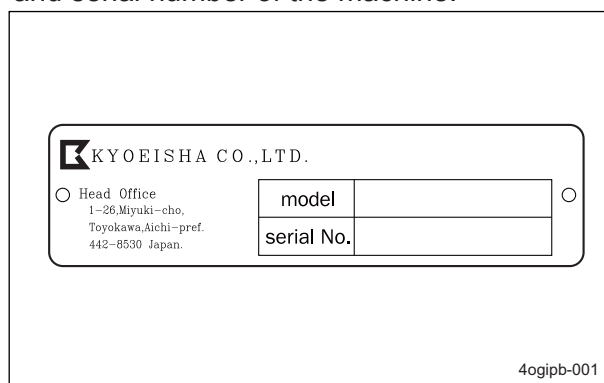 and serial number of the machine.
KYOEISHA CO.,LTD.
Head Office
1-26,Miyuki-cho,
Toyokawa,Aichi-pref.
442-8530 Japan.
model
serial No.
4ogipb-001